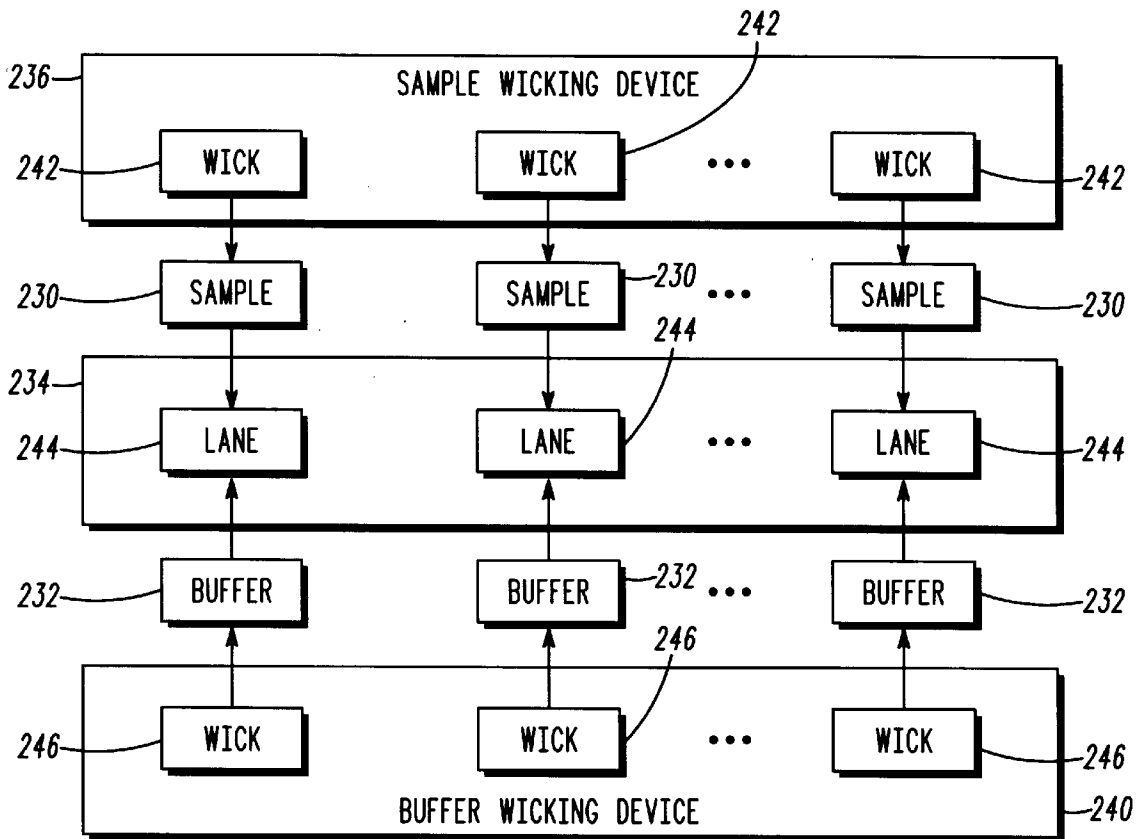 242
236
SAMPLE WICKING DEVICE
242 WICK WICK ••• WICK 242
230 SAMPLE SAMPLE 230 ••• SAMPLE 230
244
234
244 LANE LANE ••• LANE 244
232 BUFFER BUFFER 232 ••• BUFFER 232
246
246 WICK WICK ••• WICK 246
BUFFER WICKING DEVICE 240